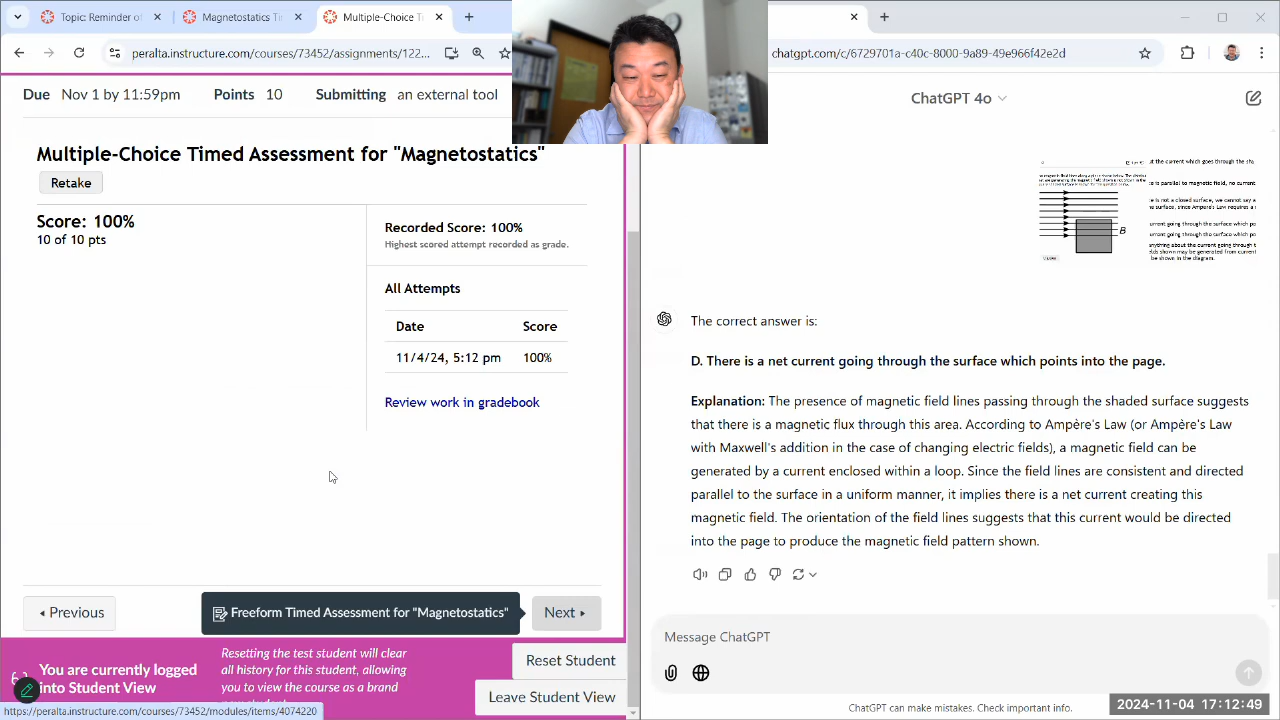 Topic Reminders o
Magnetostatics Tim
Multiple-Choice Ti
peralta.instructure.com/courses/73452/assignments/122...
chatgpt.com/c/6729701a-c40c-8000-9a89-49e966f42e2d
Due Nov 1 by 11:59pm Points 10 Submitting an external tool
Multiple-Choice Timed Assessment for "Magnetostatics"
Retake
Score: 100%
10 of 10 pts
Recorded Score: 100%
Highest scored attempt recorded as grade.
All Attempts
Date Score
11/4/24, 5:12 pm 100%
Review work in gradebook
Previous
Freeform Timed Assessment for "Magnetostatics"
Next
You are currently logged
into Student View
Resetting the test student will clear
all history for this student, allowing
you to view the course as a brand
Reset Student
Leave Student View
https://peralta.instructure.com/courses/73452/modules/items/4074220
ChatGPT 4o
B
The correct answer is:
D. There is a net current going through the surface which points into the page.
Explanation: The presence of magnetic field lines passing through the shaded surface suggests
that there is a magnetic flux through this area. According to Ampère's Law (or Ampère's Law
with Maxwell's addition in the case of changing electric fields), a magnetic field can be
generated by a current enclosed within a loop. Since the field lines are consistent and directed
parallel to the surface in a uniform manner, it implies there is a net current creating this
magnetic field. The orientation of the field lines suggests that this current would be directed
into the page to produce the magnetic field pattern shown.
Message ChatGPT
ChatGPT can make mistakes. Check important info.
2024-11-04 17:12:49